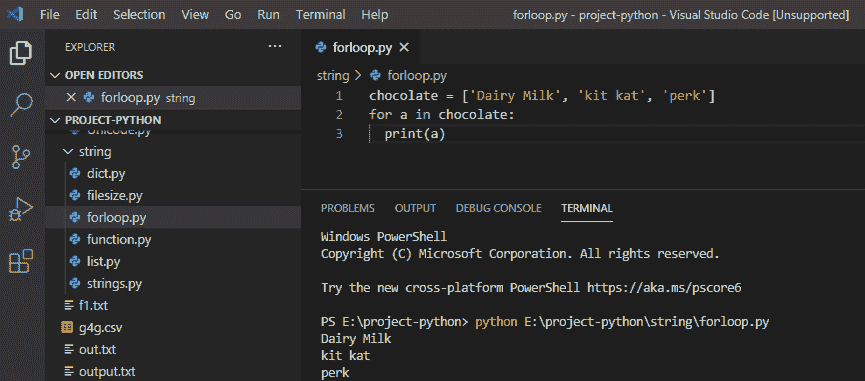 File Edit Selection View Go Run Terminal Help forloop.py - project-python - Visual Studio Code [Unsupported]
EXPLORER
OPEN EDITORS
forloop.py string
PROJECT-PYTHON
Unicode.py
string
dict.py
filesize.py
forloop.py
function.py
list.py
strings.py
f1.txt
g4g.csv
out.txt
output.txt
forloop.py
string > forloop.py
1 chocolate = ['Dairy Milk', 'kit kat', 'perk']
2 for a in chocolate:
3 print(a)
PROBLEMS OUTPUT DEBUG CONSOLE TERMINAL
Windows PowerShell
Copyright (C) Microsoft Corporation. All rights reserved.
Try the new cross-platform PowerShell https://aka.ms/pscore6
PS E:\project-python> python E:\project-python\string\forloop.py
Dairy Milk
kit kat
perk